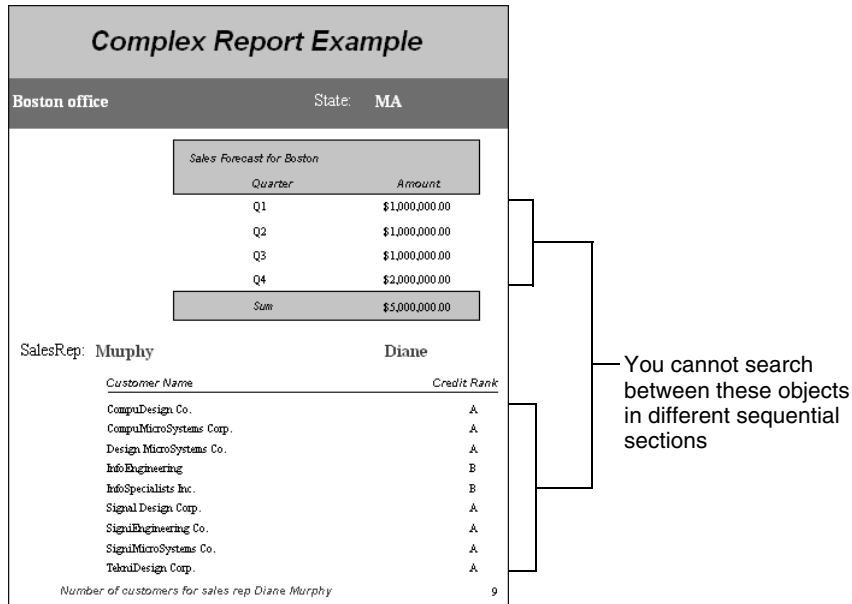 Complex Report Example
Boston office State: MA
Sales Forecast for Boston
Quarter Amount
Q1 $1,000,000.00
Q2 $1,000,000.00
Q3 $1,000,000.00
Q4 $2,000,000.00
Sum $5,000,000.00
SalesRep: Murphy Diane
Customer Name Credit Rank
CompuDesign Co. A
CompuMicroSystems Corp. A
Design MicroSystems Co. A
InfoEngineering B
InfoSpecialists Inc. B
Signal Design Corp. A
SigniEngineering Co. A
SigniMicroSystems Co. A
TekniDesign Corp. A
Number of customers for sales rep Diane Murphy 9
You cannot search
between these objects
in different sequential
sections